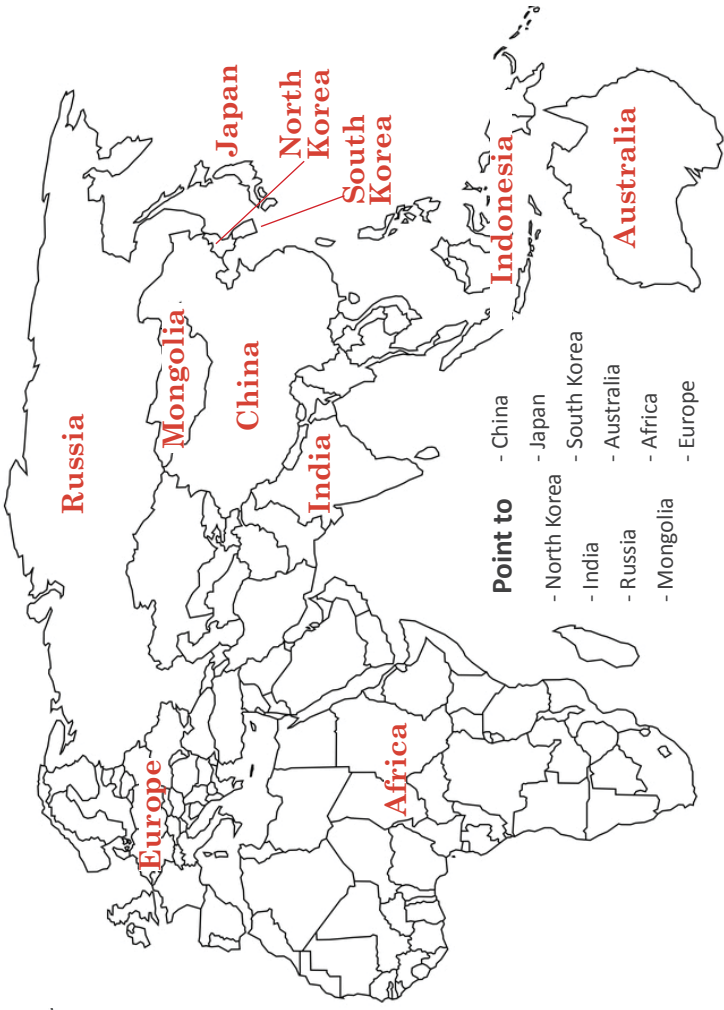 Russia
Mongolia
China
Japan
North
Korea
South
Korea
India
Europe
Africa
Indonesia
Australia
Point to
- North Korea
- India
- Russia
- Mongolia
- China
- Japan
- South Korea
- Australia
- Africa
- Europe